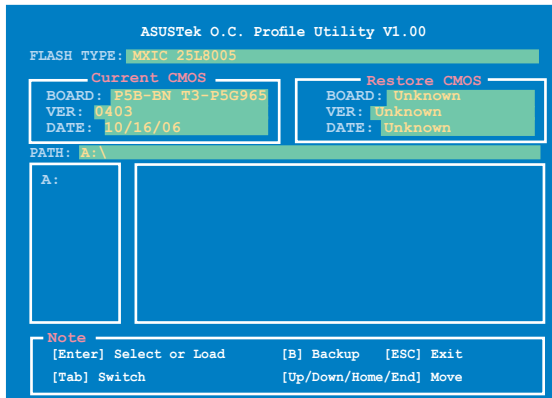 ASUSTek O.C. Profile Utility V1.00
FLASH TYPE: MXIC 25L8005
Current CMOS
BOARD: P5B-BN T3-P5G965
VER: 0403
DATE: 10/16/06
Restore CMOS
BOARD: Unknown
VER: Unknown
DATE: Unknown
PATH: A:\
A:
Note
[Enter] Select or Load [B] Backup [ESC] Exit
[Tab] Switch [Up/Down/Home/End] Move